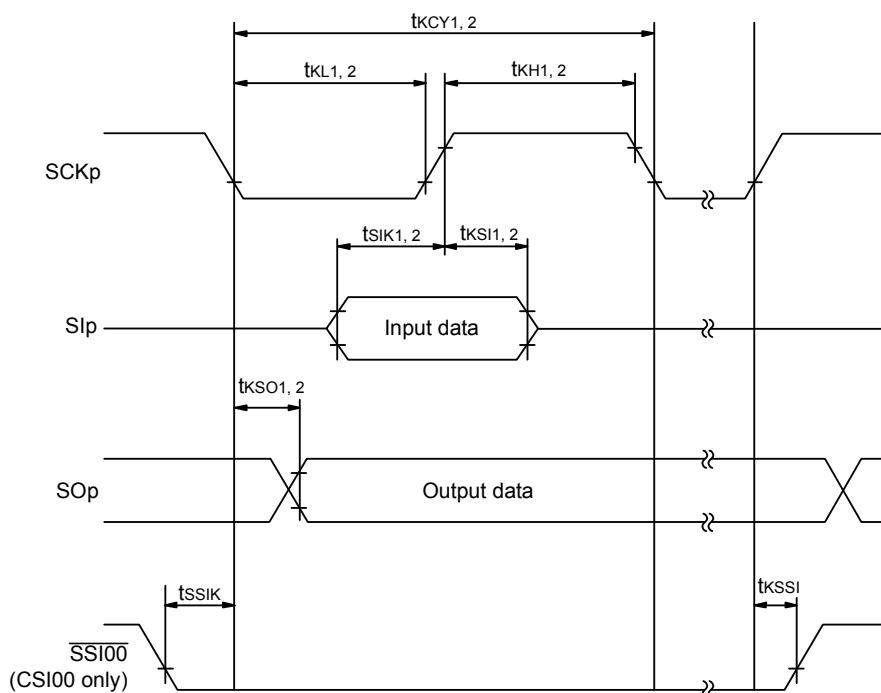 tKCY1, 2
tKL1, 2
tKH1, 2
SCKp
tSIK1, 2
tKSI1, 2
SIp
Input data
tKSO1, 2
SOp
Output data
tSSIK
tKSSI
SSI00
(CSI00 only)